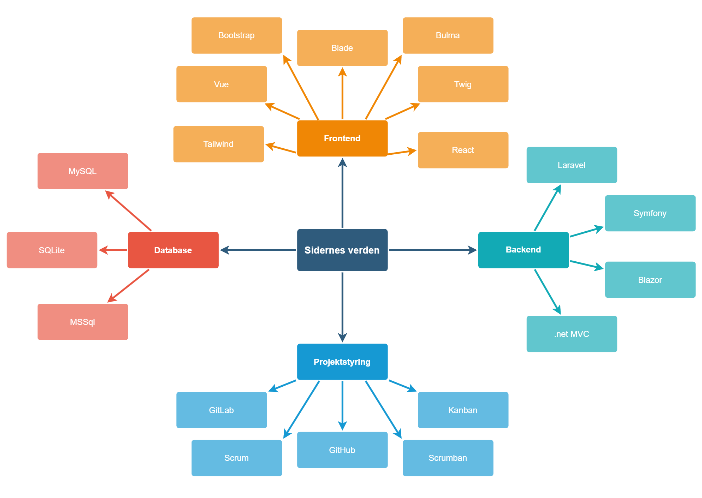 Bootstrap
Blade
Bulma
Vue
Twig
Tailwind
Frontend
React
MySQL
Laravel
Symfony
SQLite
Database
Sidernes verden
Backend
Blazor
MSSql
.net MVC
Projektstyring
GitLab
Kanban
Scrum
GitHub
Scrumban